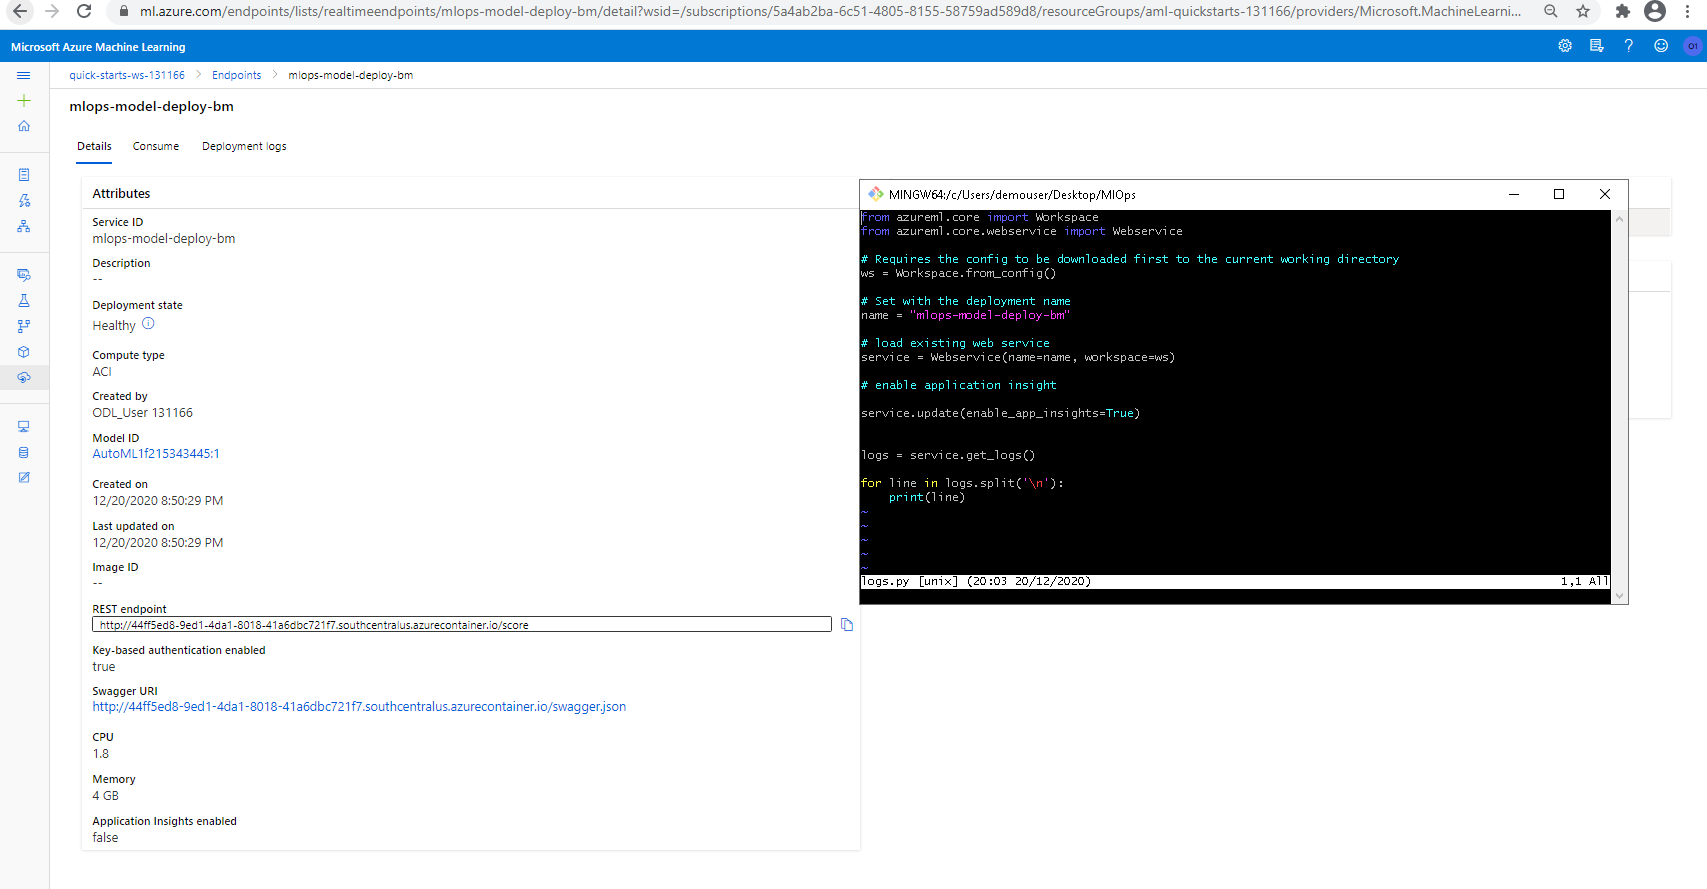 ml.azure.com/endpoints/lists/realtimeendpoints/mlops-model-deploy-bm/detail?wsid=/subscriptions/5a4ab2ba-6c51-4805-8155-58759ad589d8/resourceGroups/aml-quickstarts-131166/providers/Microsoft.MachineLearni...
Microsoft Azure Machine Learning
?
01
quick-starts-ws-131166 > Endpoints > mlops-model-deploy-bm
mlops-model-deploy-bm
Details Consume Deployment logs
Attributes
Service ID
mlops-model-deploy-bm
Description
--
Deployment state
Healthy
Compute type
ACI
Created by
ODL_User 131166
Model ID
AutoML1f215343445:1
Created on
12/20/2020 8:50:29 PM
Last updated on
12/20/2020 8:50:29 PM
Image ID
--
REST endpoint
http://44ff5ed8-9ed1-4da1-8018-41a6dbc721f7.southcentralus.azurecontainer.io/score
Key-based authentication enabled
true
Swagger URI
http://44ff5ed8-9ed1-4da1-8018-41a6dbc721f7.southcentralus.azurecontainer.io/swagger.json
CPU
1.8
Memory
4 GB
Application Insights enabled
false
MINGW64:/c/Users/demouser/Desktop/MlOps
from azureml.core import Workspace
from azureml.core.webservice import Webservice
# Requires the config to be downloaded first to the current working directory
ws = Workspace.from_config()
# Set with the deployment name
name = "mlops-model-deploy-bm"
# load existing web service
service = Webservice(name=name, workspace=ws)
# enable application insight
service.update(enable_app_insights=True)
logs = service.get_logs()
for line in logs.split('\n'):
    print(line)
~
~
~
~
~
logs.py [unix] (20:03 20/12/2020) 1,1 All